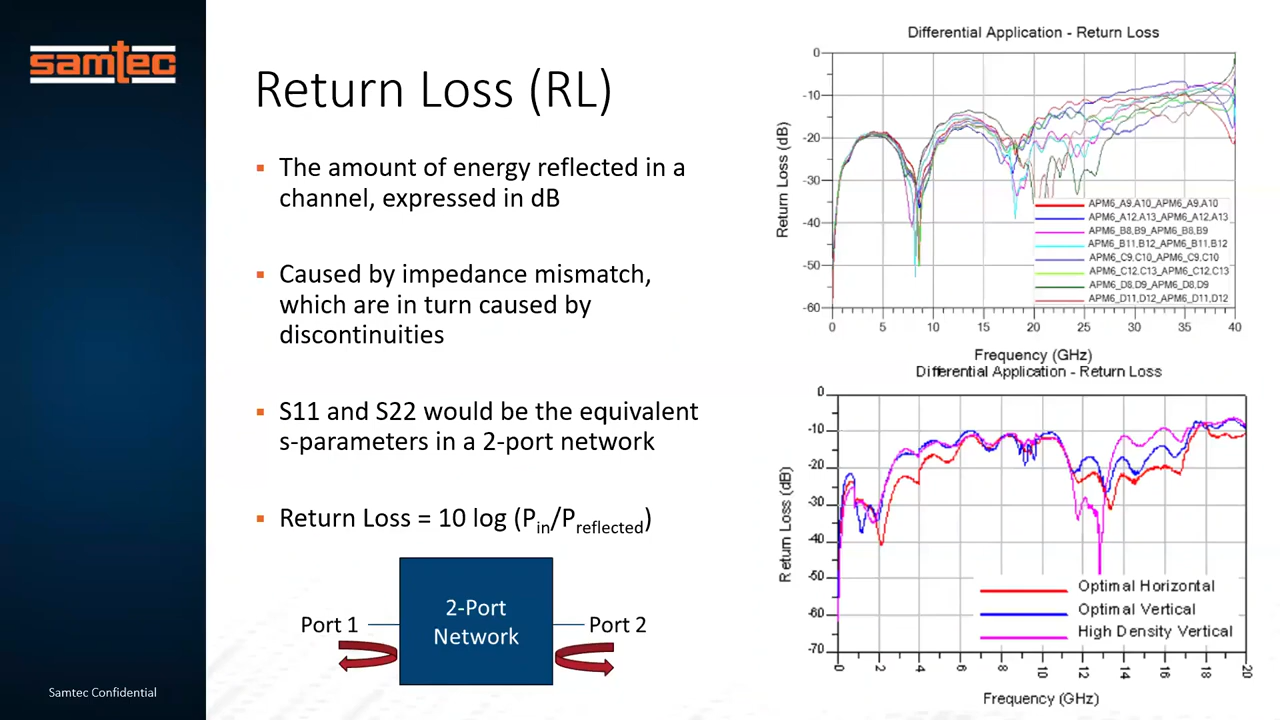 samtec
Return Loss (RL)
▪ The amount of energy reflected in a
channel, expressed in dB
▪ Caused by impedance mismatch,
which are in turn caused by
discontinuities
▪ S11 and S22 would be the equivalent
s-parameters in a 2-port network
▪ Return Loss = 10 log (Pin/Preflected)
Port 1
2-Port
Network
Port 2
Samtec Confidential
Differential Application - Return Loss
Return Loss (dB)
0
-10
-20
-30
-40
-50
-60
APM6_A9,A10_APM6_A9,A10
APM6_A12,A13_APM6_A12,A13
APM6_B8,B9_APM6_B8,B9
APM6_B11,B12_APM6_B11,B12
APM6_C9,C10_APM6_C9,C10
APM6_C12,C13_APM6_C12,C13
APM6_D8,D9_APM6_D8,D9
APM6_D11,D12_APM6_D11,D12
0 5 10 15 20 25 30 35 40
Frequency (GHz)
Differential Application - Return Loss
Return Loss (dB)
0
-10
-20
-30
-40
-50
-60
-70
Optimal Horizontal
Optimal Vertical
High Density Vertical
0 2 4 6 8 10 12 14 16 18 20
Frequency (GHz)